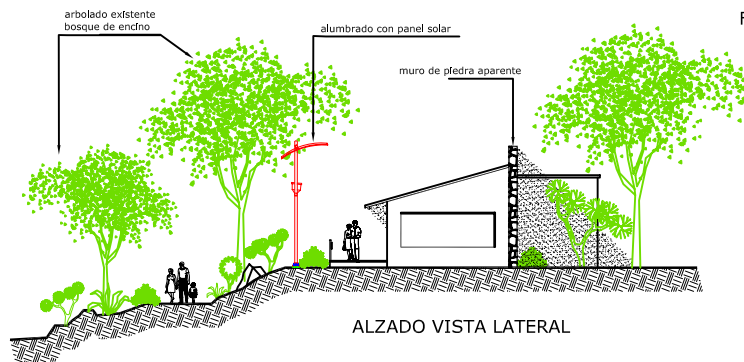 arbolado existente
bosque de encino
alumbrado con panel solar
muro de piedra aparente
ALZADO VISTA LATERAL